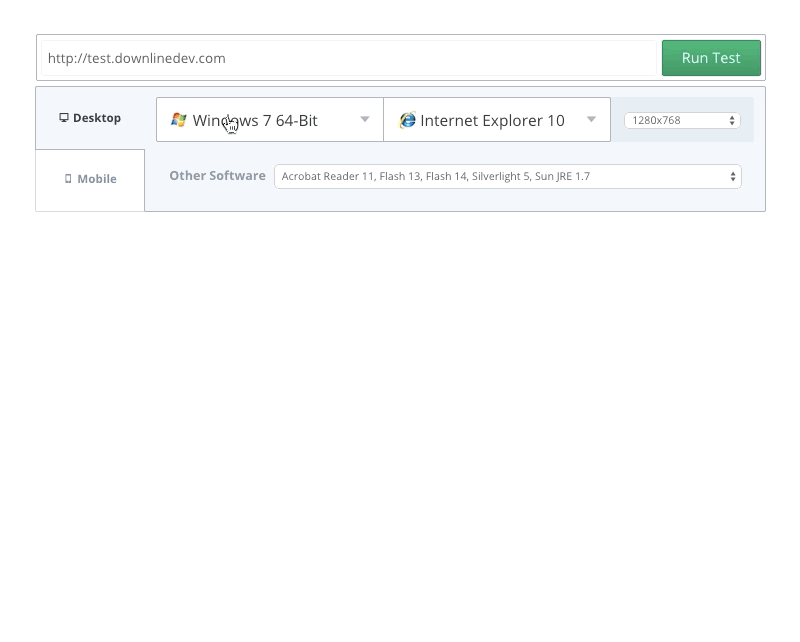 http://test.downlinedev.com
Run Test
Desktop
Windows 7 64-Bit
Internet Explorer 10
1280x768
Mobile
Other Software
Acrobat Reader 11, Flash 13, Flash 14, Silverlight 5, Sun JRE 1.7